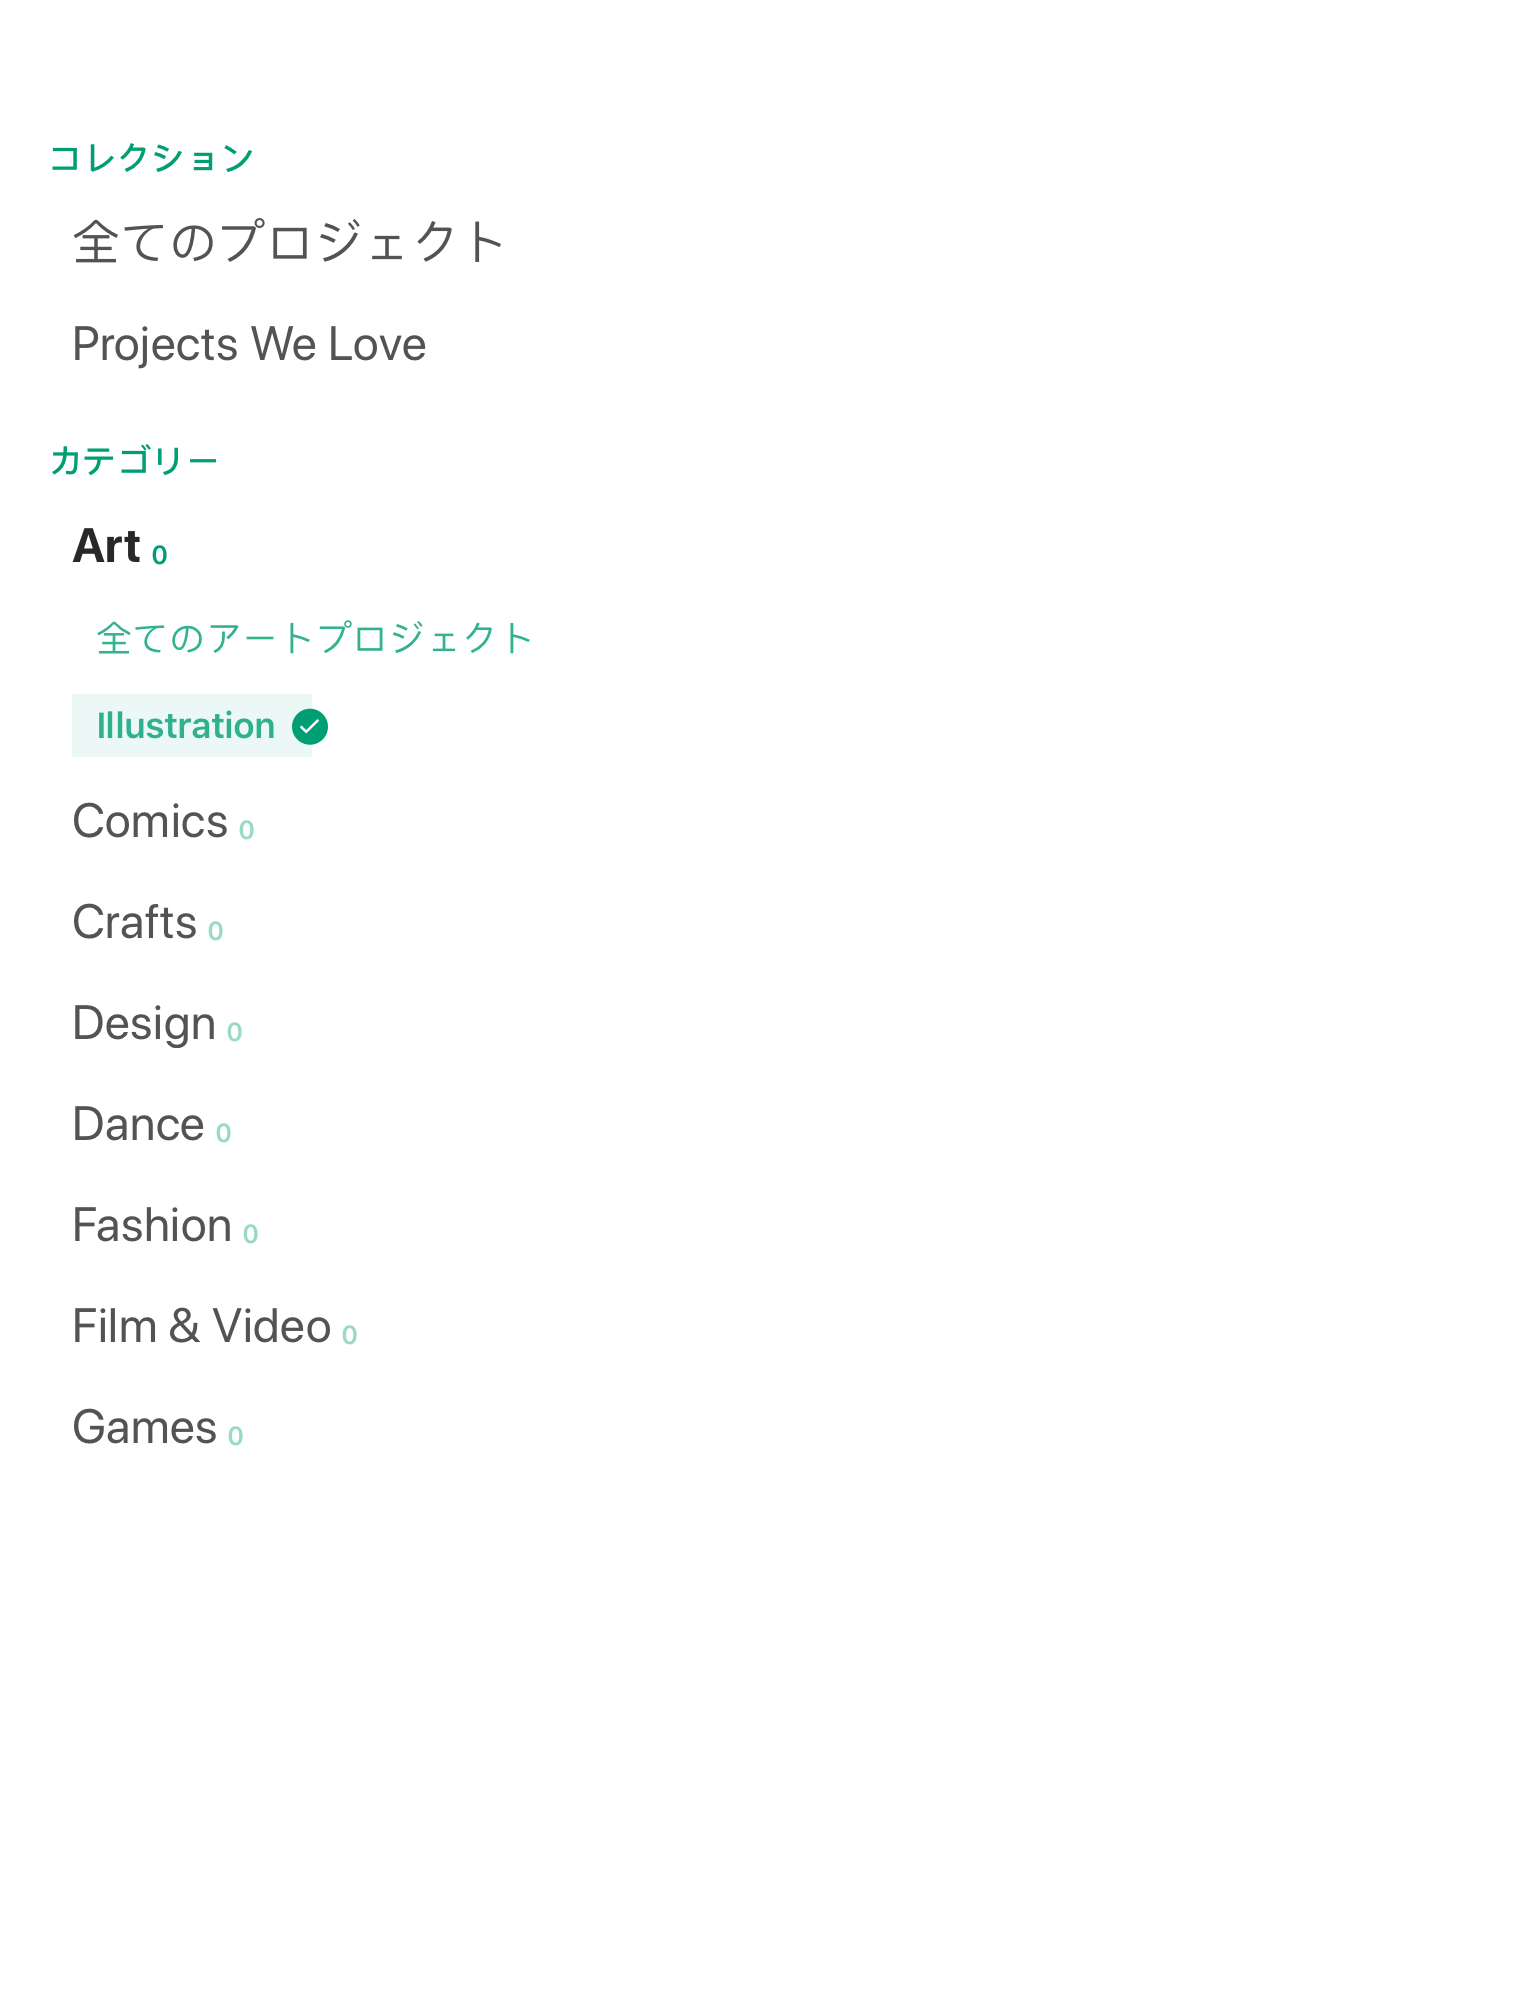 コレクション
全てのプロジェクト
Projects We Love
カテゴリー
Art 0
全てのアートプロジェクト
Illustration
Comics 0
Crafts 0
Design 0
Dance 0
Fashion 0
Film & Video 0
Games 0